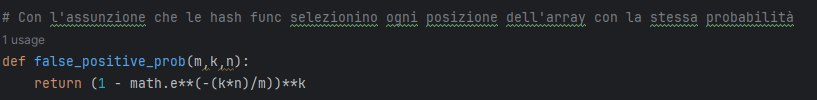 # Con l'assunzione che le hash func selezionino ogni posizione dell'array con la stessa probabilità
1 usage
def false_positive_prob(m,k,n):
    return (1 - math.e**(-(k*n)/m))**k